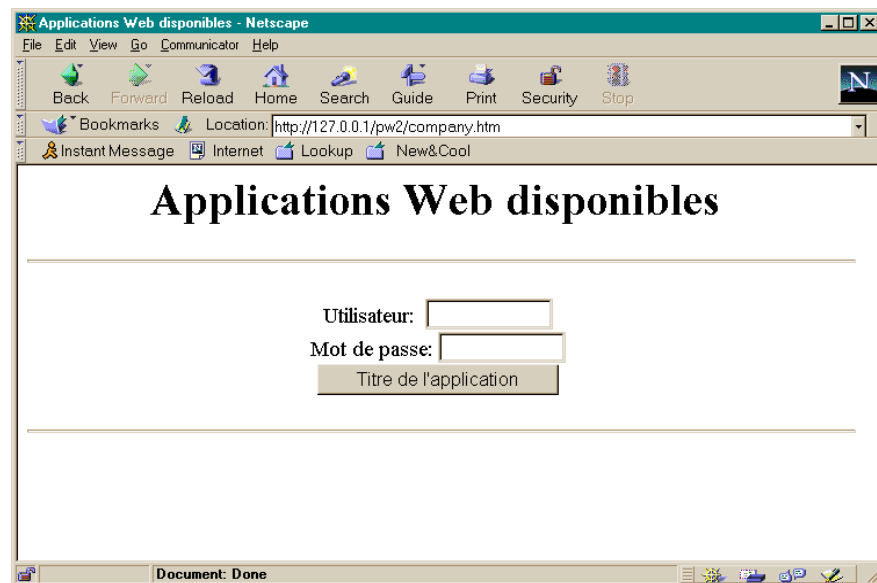 Applications Web disponibles - Netscape
File Edit View Go Communicator Help
Back Forward Reload Home Search Guide Print Security Stop
N
Bookmarks Location: http://127.0.0.1/pw2/company.htm
Instant Message Internet Lookup New&Cool
Applications Web disponibles
Utilisateur:
Mot de passe:
Titre de l'application
Document: Done